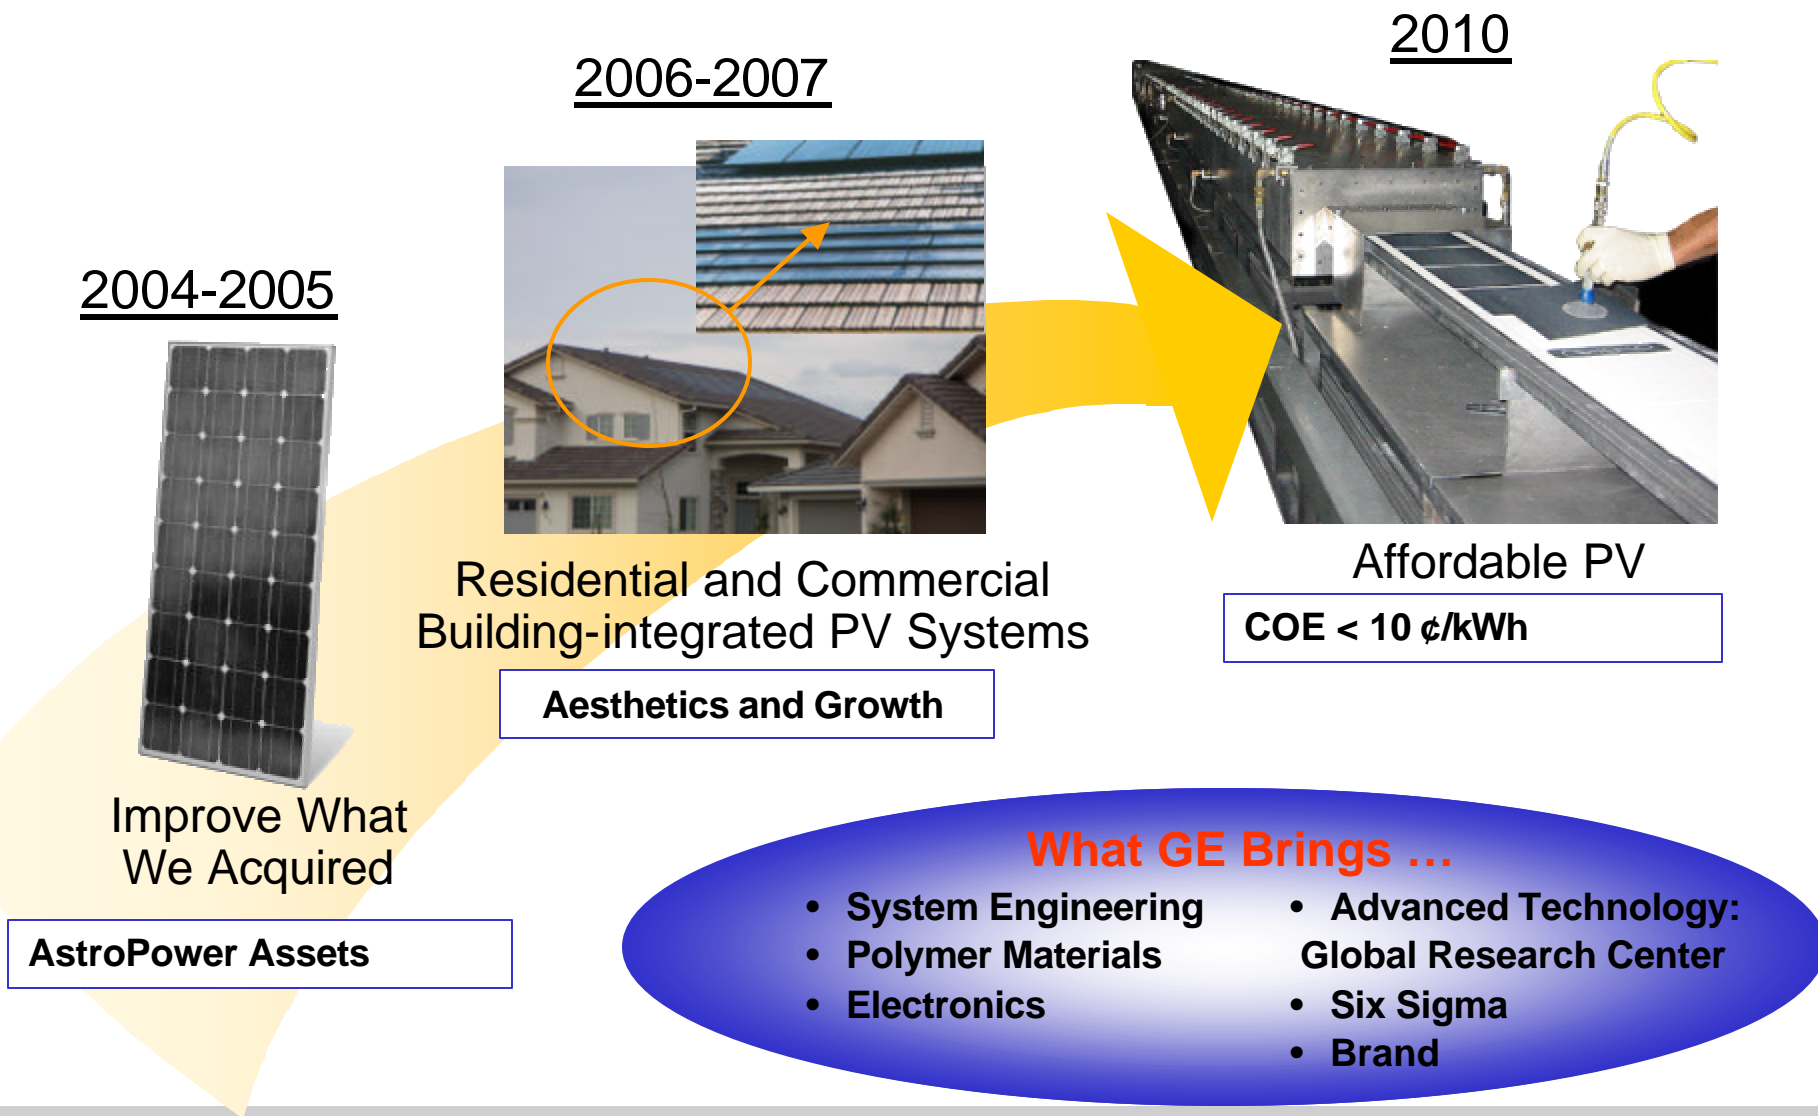 2004-2005
Improve What
We Acquired
AstroPower Assets
2006-2007
Residential and Commercial
Building-integrated PV Systems
Aesthetics and Growth
2010
Affordable PV
COE < 10 ¢/kWh
What GE Brings …
• System Engineering
• Polymer Materials
• Electronics
• Advanced Technology:
Global Research Center
• Six Sigma
• Brand